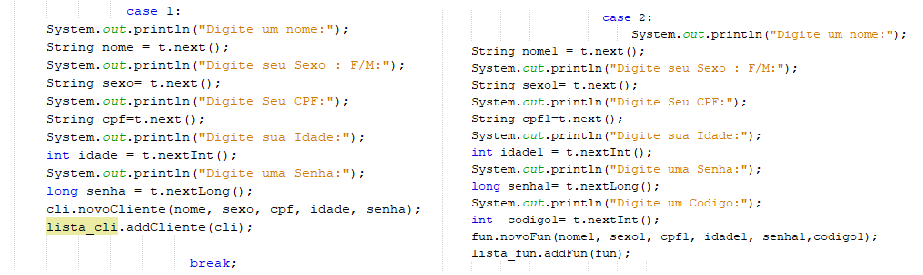 case 1:
System.out.println("Digite um nome:");
String nome = t.next();
System.out.println("Digite seu Sexo : F/M:");
String sexo= t.next();
System.out.println("Digite Seu CPF:");
String cpf=t.next();
System.out.println("Digite sua Idade:");
int idade = t.nextInt();
System.out.println("Digite uma Senha:");
long senha = t.nextLong();
cli.novoCliente(nome, sexo, cpf, idade, senha);
lista_cli.addCliente(cli);
break;
case 2:
System.out.println("Digite um nome:");
String nome1 = t.next();
System.out.println("Digite seu Sexo : F/M:");
String sexo1= t.next();
System.out.println("Digite Seu CPF:");
String cpf1=t.next();
System.out.println("Digite sua Idade:");
int idade1 = t.nextInt();
System.out.println("Digite uma Senha:");
long senha1= t.nextLong();
System.out.println("Digite um Codigo:");
int codigo1= t.nextInt();
fun.novoFun(nome1, sexo1, cpf1, idade1, senha1,codigo1);
lista_fun.addFun(fun);